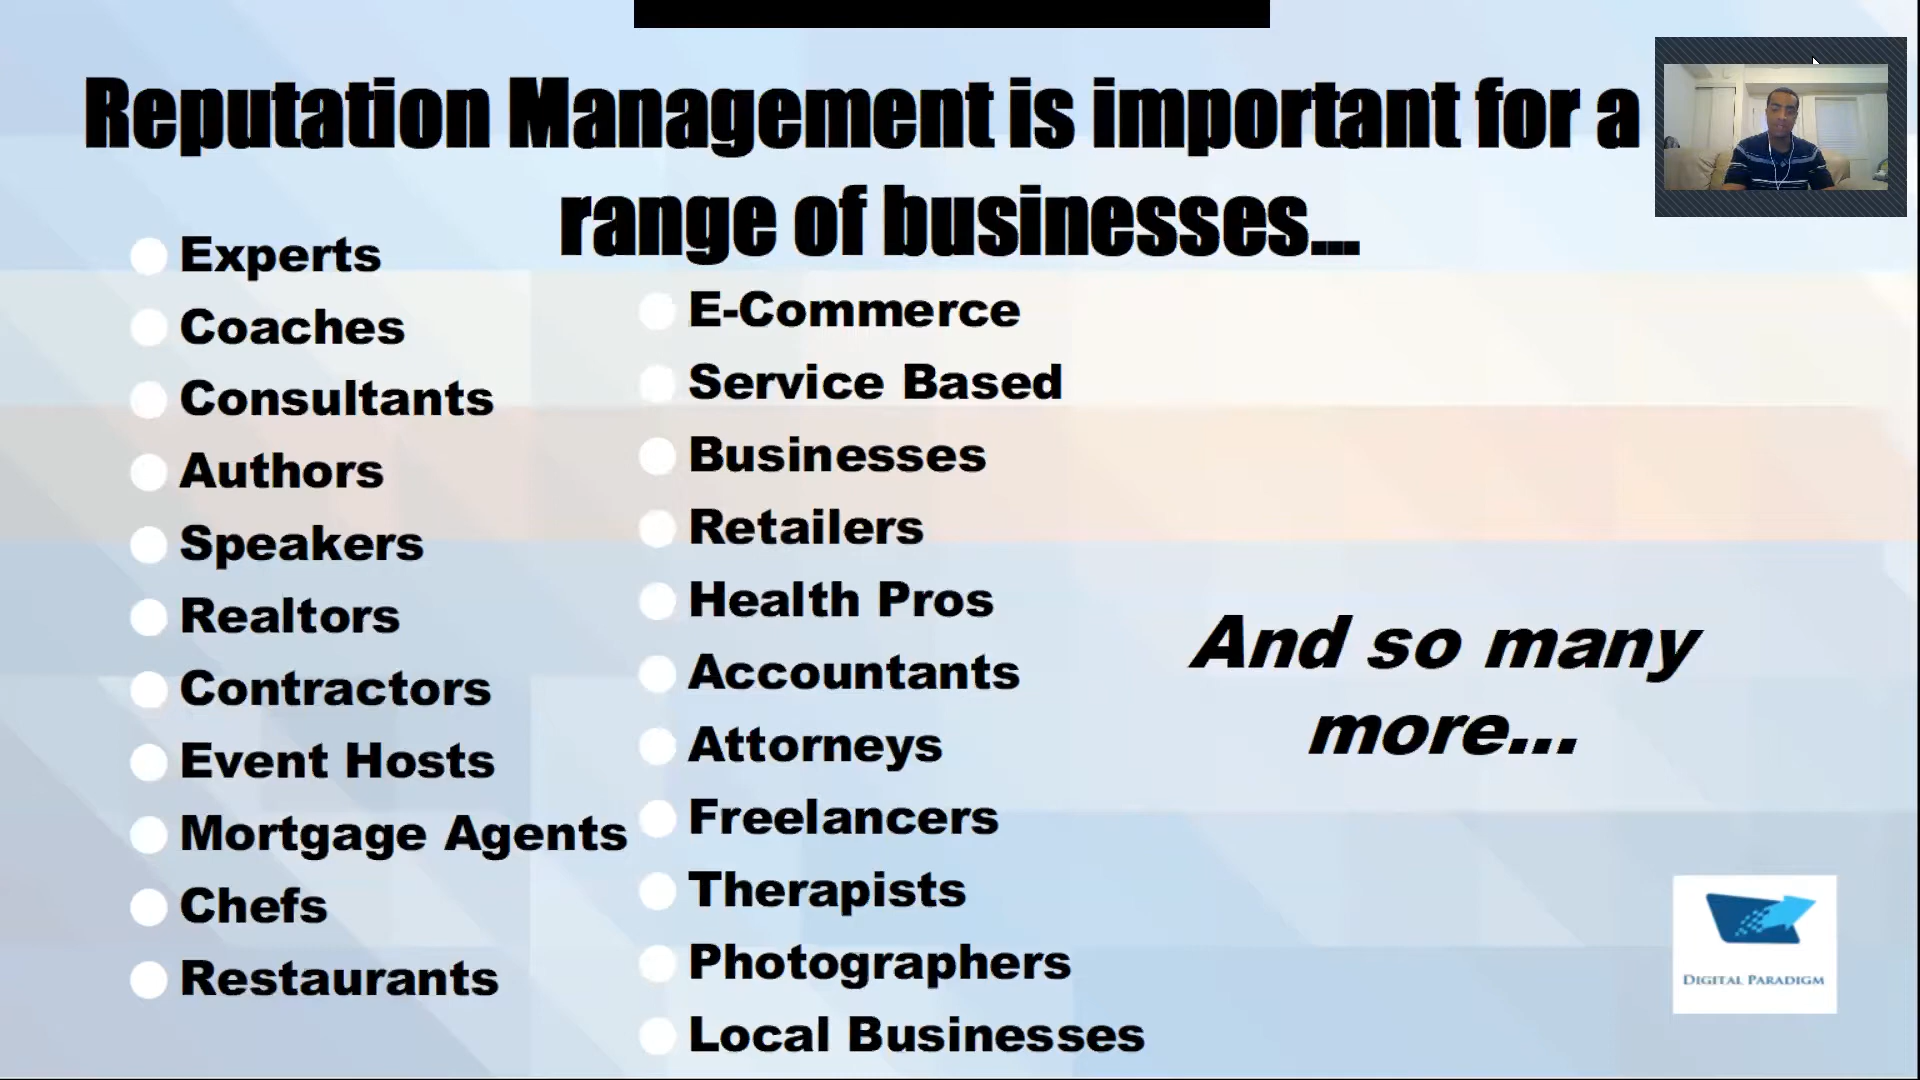 Reputation Management is important for a
range of businesses...
Experts
Coaches
Consultants
Authors
Speakers
Realtors
Contractors
Event Hosts
Mortgage Agents
Chefs
Restaurants
E-Commerce
Service Based
Businesses
Retailers
Health Pros
Accountants
Attorneys
Freelancers
Therapists
Photographers
Local Businesses
And so many
more...
DIGITAL PARADIGM